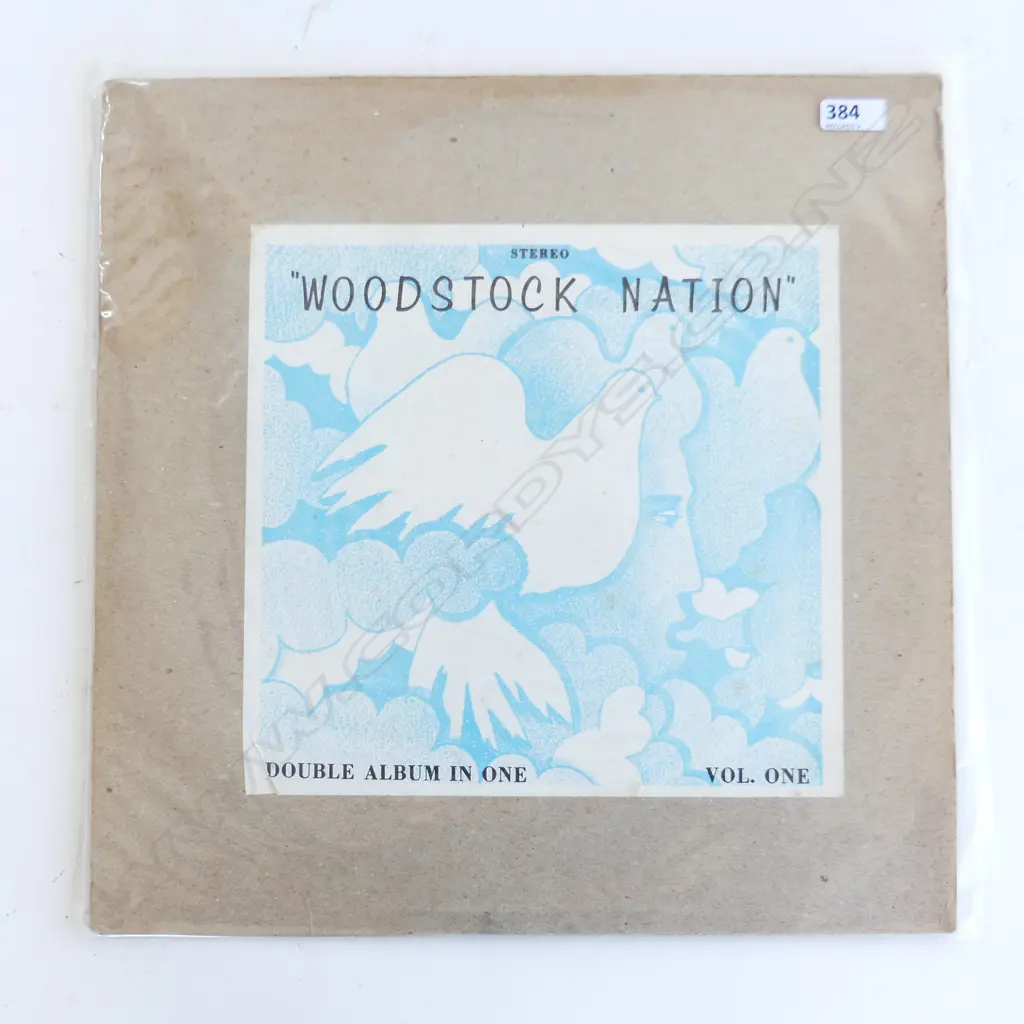 384
STEREO
"WOODSTOCK NATION"
DOUBLE ALBUM IN ONE
VOL. ONE